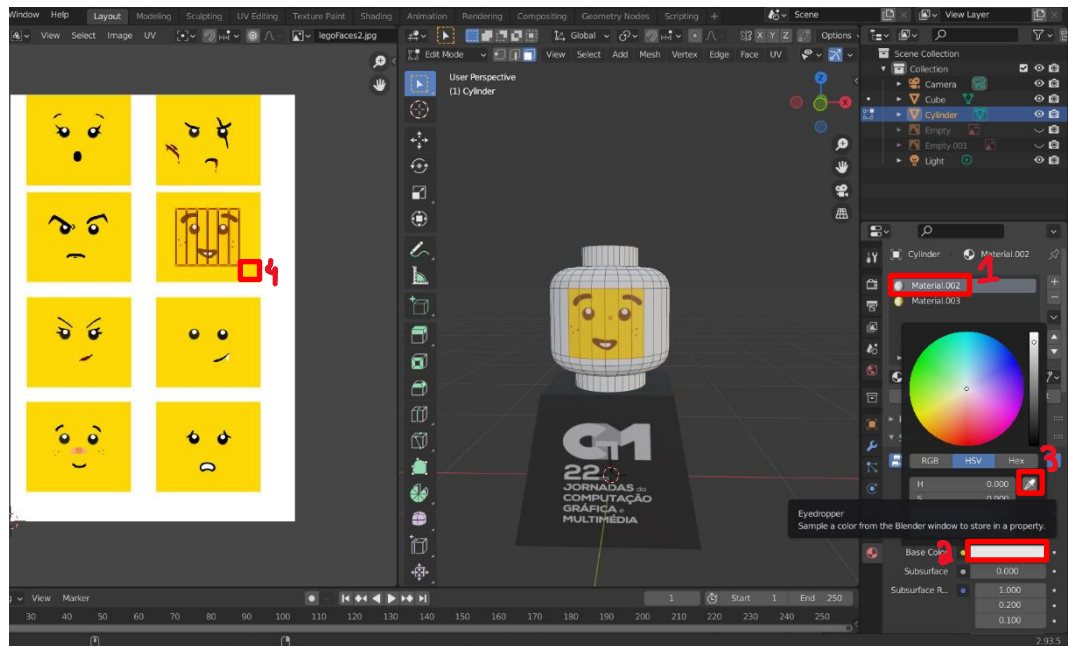 Window Help Layout Modeling Sculpting UV Editing Texture Paint Shading Animation Rendering Compositing Geometry Nodes Scripting + Scene View Layer
View Select Image UV legoFaces2.jpg Global X Y Z Options
Edit Mode View Select Add Mesh Vertex Edge Face UV
User Perspective
(1) Cylinder
Z
X
Scene Collection
Collection
Camera
Cube
Cylinder
Empty
Empty.001
Light
Cylinder Material.002
Material.002 1
Material.003
4
RGB HSV Hex
3
H 0.000
S 0.000
Eyedropper
Sample a color from the Blender window to store in a property.
2 Base Color
Subsurface 0.000
Subsurface R... 1.000
0.200
0.100
GM
22as
JORNADAS de
COMPUTAÇÃO
GRÁFICA e
MULTIMÉDIA
View Marker 1 Start 1 End 250
30 40 50 60 70 80 90 100 110 120 130 140 150 160 170 180 190 200 210 220 230 240 250
2.93.5